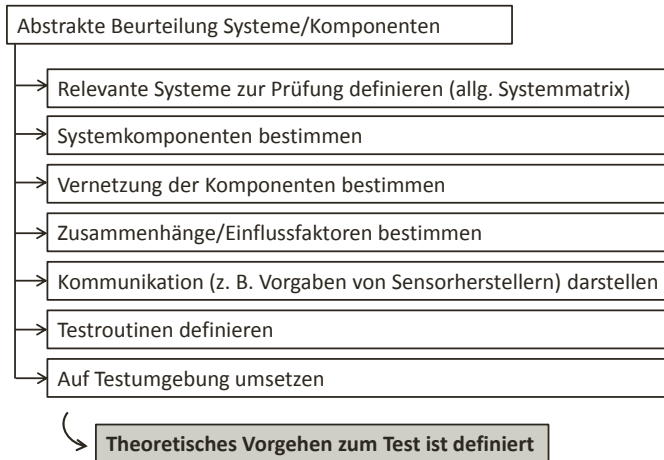 Abstrakte Beurteilung Systeme/Komponenten
Relevante Systeme zur Prüfung definieren (allg. Systemmatrix)
Systemkomponenten bestimmen
Vernetzung der Komponenten bestimmen
Zusammenhänge/Einflussfaktoren bestimmen
Kommunikation (z. B. Vorgaben von Sensorherstellern) darstellen
Testroutinen definieren
Auf Testumgebung umsetzen
Theoretisches Vorgehen zum Test ist definiert